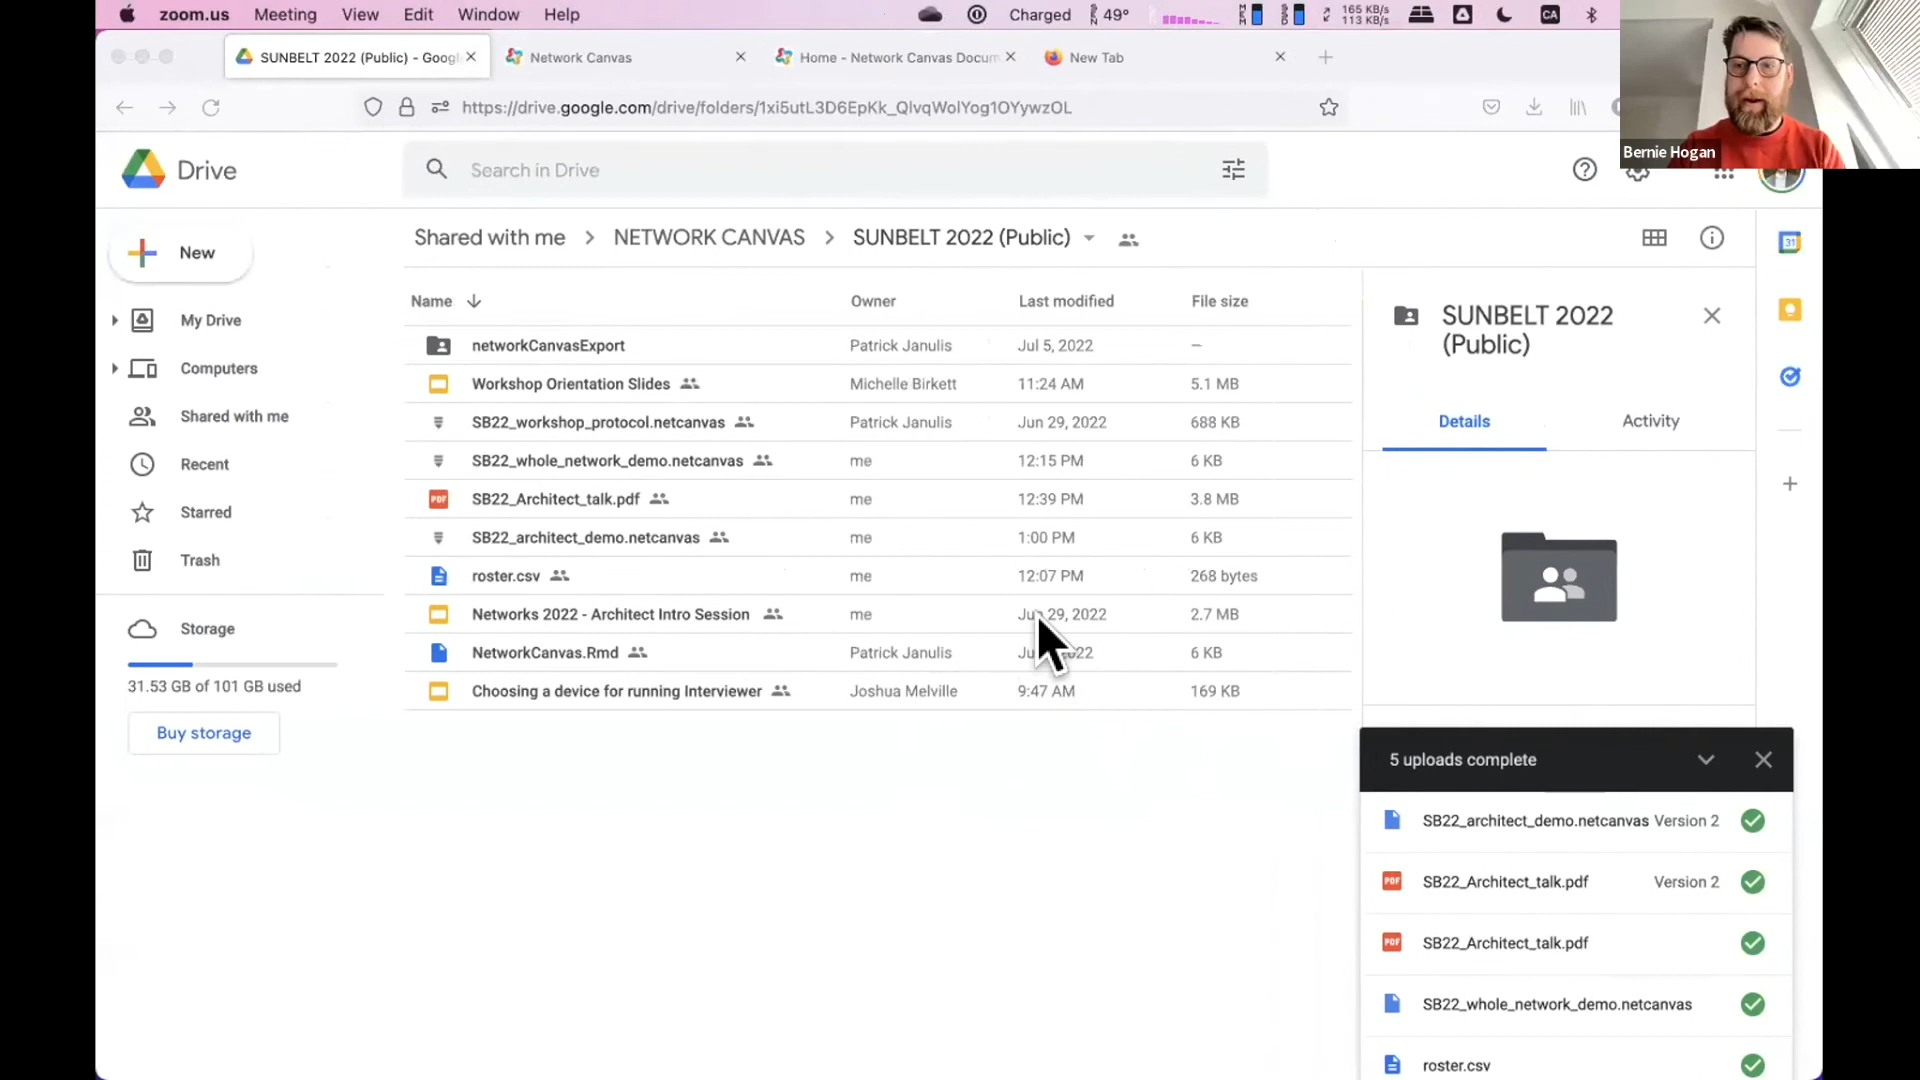 zoom.us Meeting View Edit Window Help Charged 49° 165 KB/s 113 KB/s CA
SUNBELT 2022 (Public) - Googl
Network Canvas
Home - Network Canvas Docum
New Tab
https://drive.google.com/drive/folders/1xi5utL3D6EpKk_QlvqWolYog1OYywzOL
Bernie Hogan
Drive
Search in Drive
New
Shared with me > NETWORK CANVAS > SUNBELT 2022 (Public)
31
My Drive
Computers
Shared with me
Recent
Starred
Trash
Storage
31.53 GB of 101 GB used
Buy storage
Name Owner Last modified File size
networkCanvasExport Patrick Janulis Jul 5, 2022 –
Workshop Orientation Slides Michelle Birkett 11:24 AM 5.1 MB
SB22_workshop_protocol.netcanvas Patrick Janulis Jun 29, 2022 688 KB
SB22_whole_network_demo.netcanvas me 12:15 PM 6 KB
PDF SB22_Architect_talk.pdf me 12:39 PM 3.8 MB
SB22_architect_demo.netcanvas me 1:00 PM 6 KB
roster.csv me 12:07 PM 268 bytes
Networks 2022 - Architect Intro Session me 29, 2022 2.7 MB
NetworkCanvas.Rmd Patrick Janulis 6 KB
Choosing a device for running Interviewer Joshua Melville 9:47 AM 169 KB
SUNBELT 2022
(Public)
Details Activity
5 uploads complete
SB22_architect_demo.netcanvas Version 2
PDF SB22_Architect_talk.pdf Version 2
PDF SB22_Architect_talk.pdf
SB22_whole_network_demo.netcanvas
roster.csv